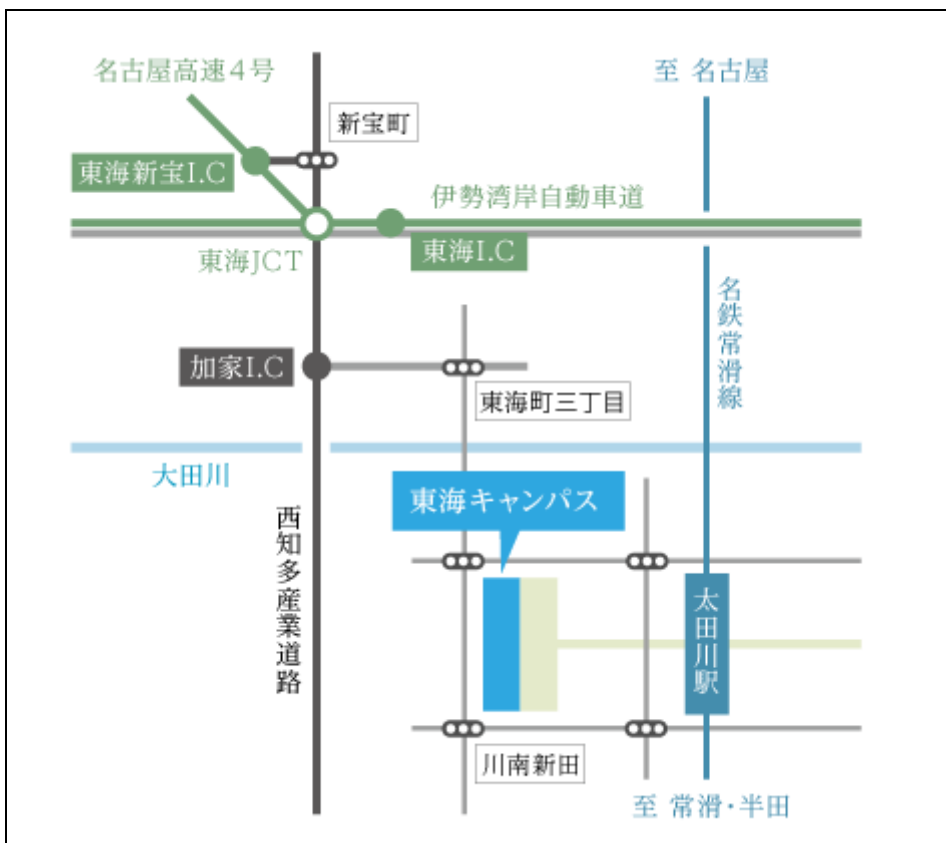 名古屋高速4号
至 名古屋
新宝町
東海新宝I.C
伊勢湾岸自動車道
東海JCT
東海I.C
名鉄常滑線
加家I.C
東海町三丁目
大田川
東海キャンパス
西知多産業道路
太田川駅
川南新田
至 常滑・半田